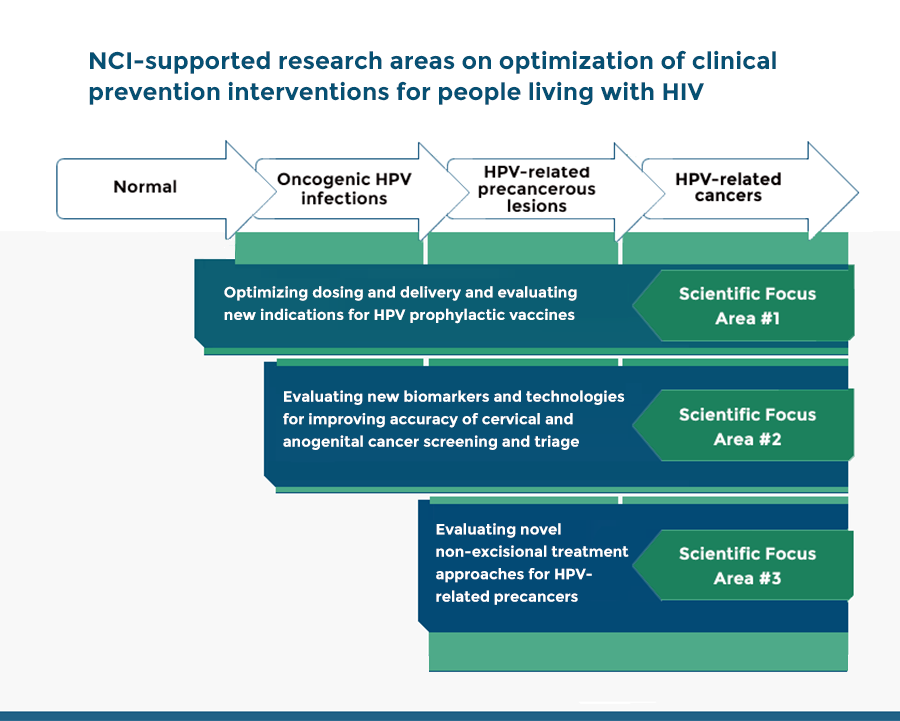 NCI-supported research areas on optimization of clinical
prevention interventions for people living with HIV
Normal
Oncogenic HPV
infections
HPV-related
precancerous
lesions
HPV-related
cancers
Optimizing dosing and delivery and evaluating
new indications for HPV prophylactic vaccines
Scientific Focus
Area #1
Evaluating new biomarkers and technologies
for improving accuracy of cervical and
anogenital cancer screening and triage
Scientific Focus
Area #2
Evaluating novel
non-excisional treatment
approaches for HPV-
related precancers
Scientific Focus
Area #3